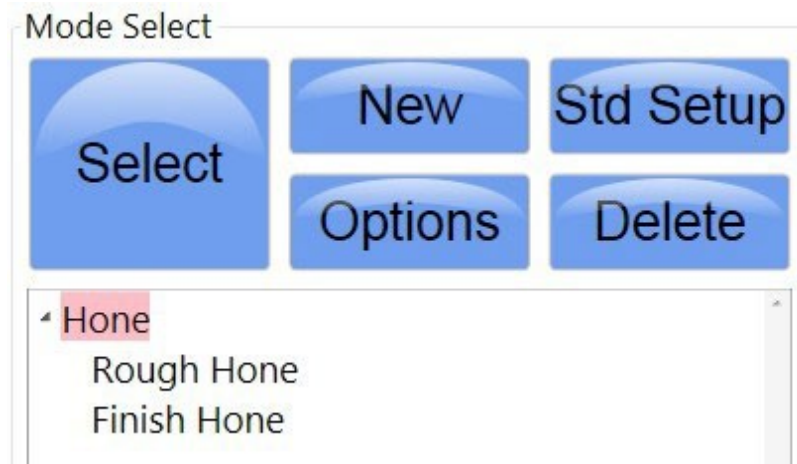 Mode Select
Select
New
Std Setup
Options
Delete
Hone
Rough Hone
Finish Hone